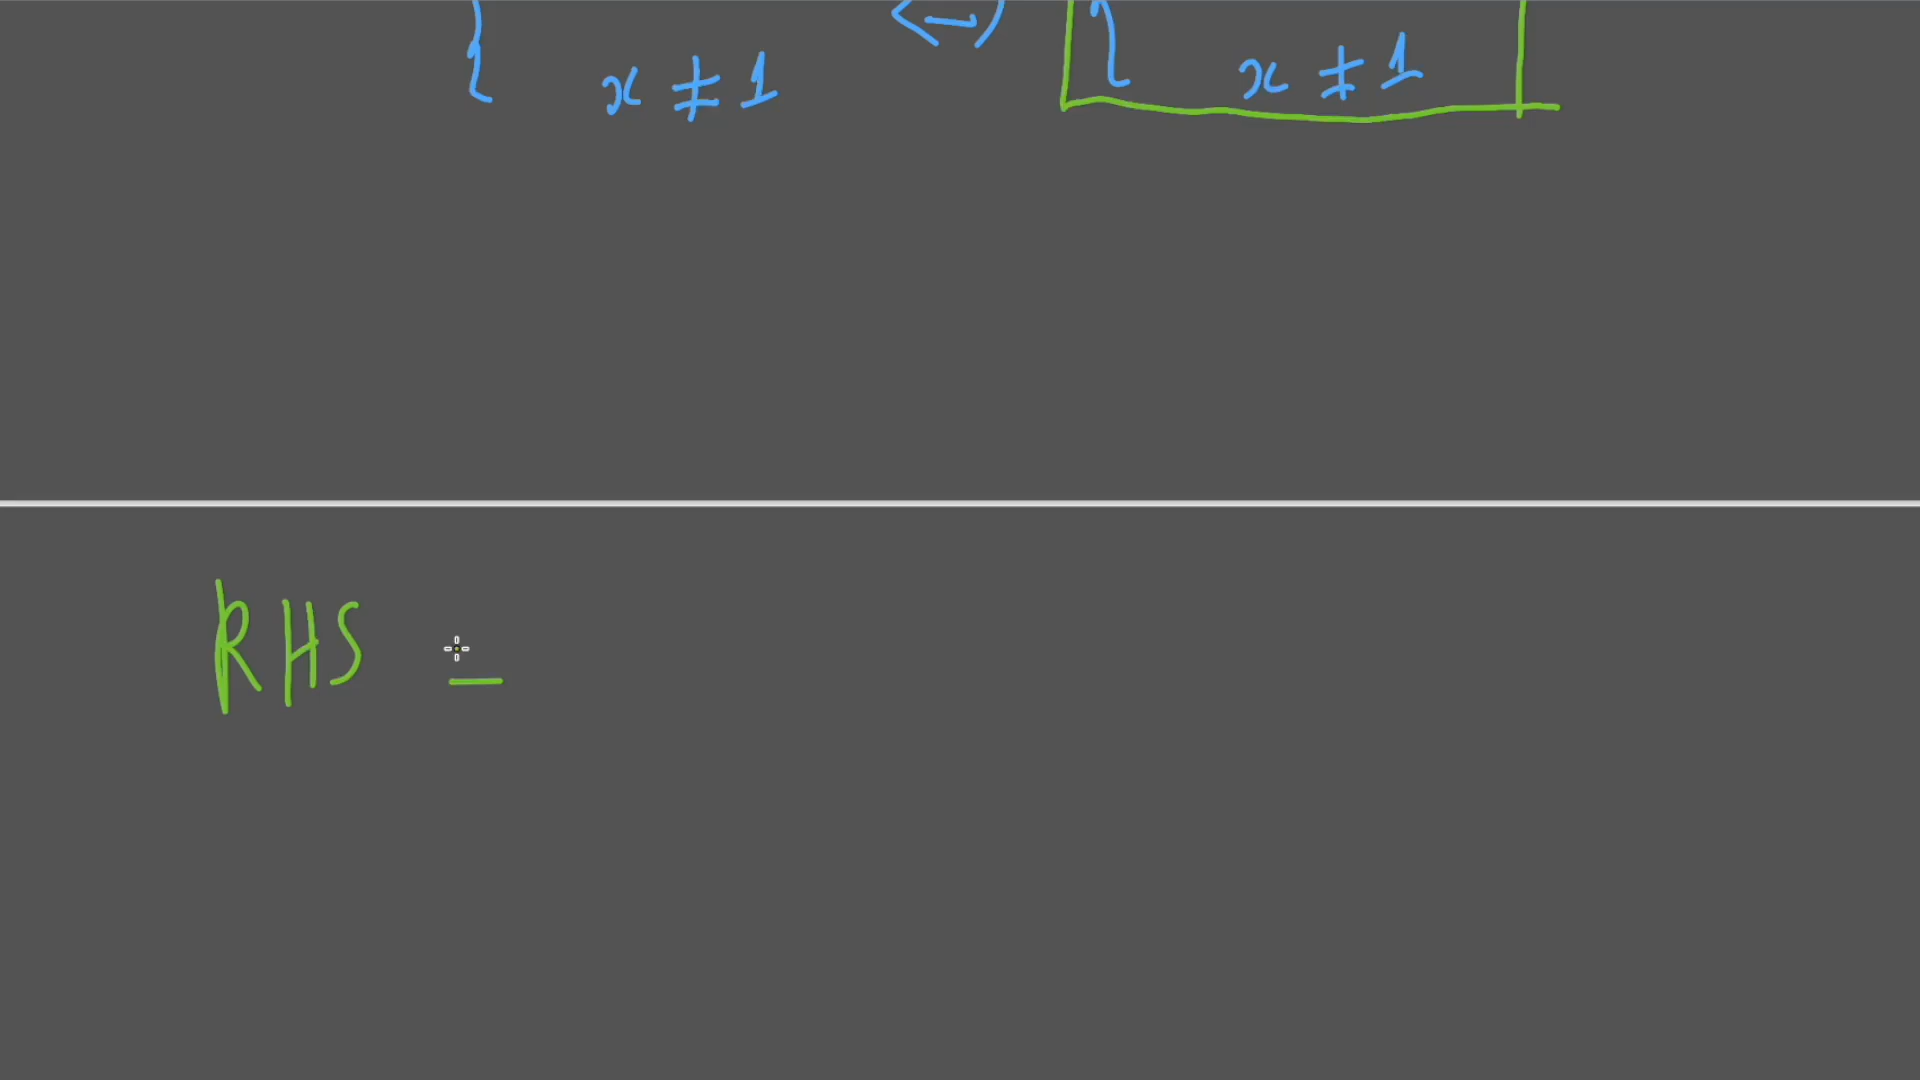 x ≠ 1 x ≠ 1
RHS _